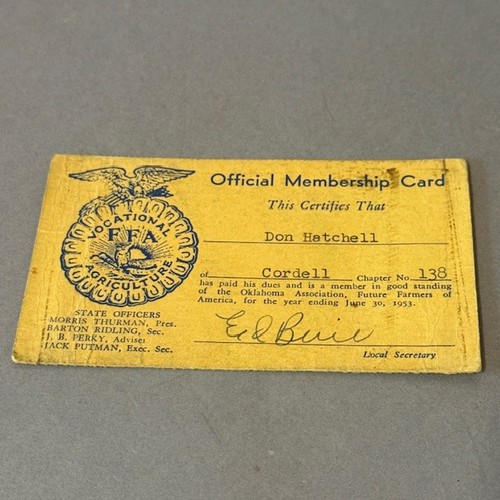 Official Membership Card
This Certifies That
Don Hatchell
of Cordell Chapter No. 138
has paid his dues and is a member in good standing
of the Oklahoma Association, Future Farmers of
America, for the year ending June 30, 1953.
Local Secretary
VOCATIONAL
FFA
AGRICULTURE
STATE OFFICERS
MORRIS THURMAN, Pres.
BARTON RIDLING, Sec.
J. B. PERKY, Adviser
JACK PUTMAN, Exec. Sec.